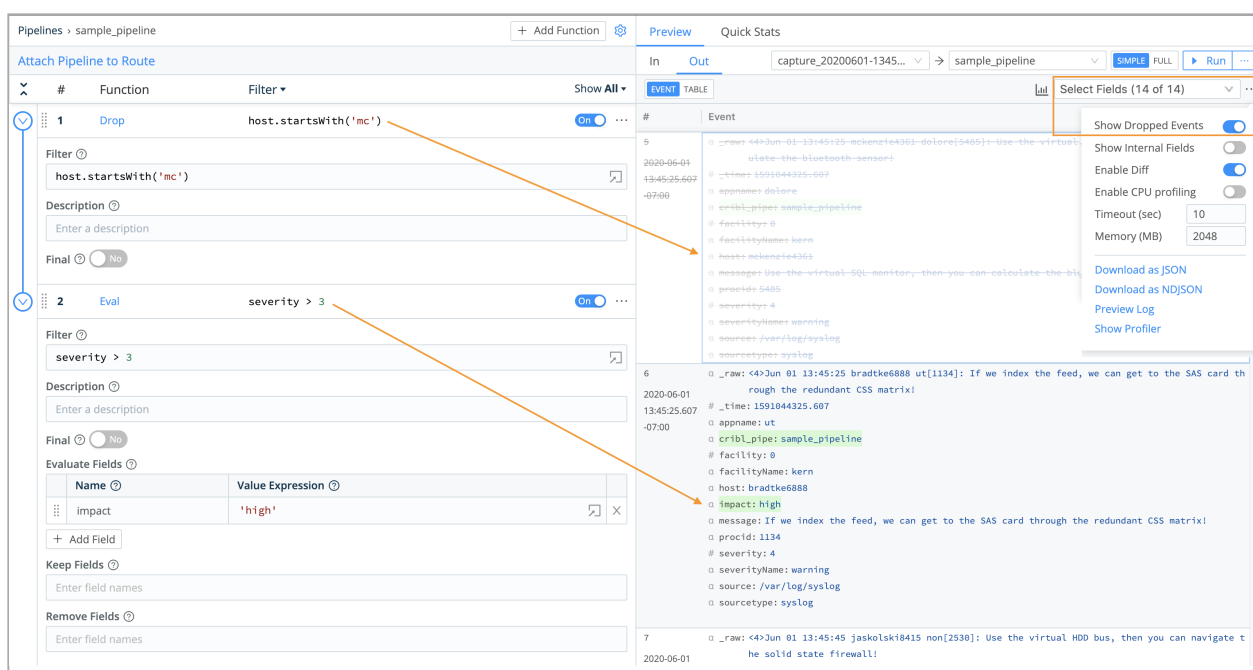 Pipelines › sample_pipeline
+ Add Function
Attach Pipeline to Route
# Function Filter ▾ Show All ▾
1 Drop host.startsWith('mc') On ...
Filter
host.startsWith('mc')
Description
Enter a description
Final No
2 Eval severity > 3 On ...
Filter
severity > 3
Description
Enter a description
Final No
Evaluate Fields
Name Value Expression
impact 'high' X
+ Add Field
Keep Fields
Enter field names
Remove Fields
Enter field names
Preview Quick Stats
In Out capture_20200601-1345... → sample_pipeline SIMPLE FULL Run ...
EVENT TABLE Select Fields (14 of 14) ...
# Event
Show Dropped Events
Show Internal Fields
Enable Diff
Enable CPU profiling
Timeout (sec) 10
Memory (MB) 2048
Download as JSON
Download as NDJSON
Preview Log
Show Profiler
5
2020-06-01
13:45:25.607
-07:00
α _raw: <4>Jun 01 13:45:25 mckenzie4361 dolore[5485]: Use the virtual
ulate the bluetooth sensor!
# _time: 1591044325.607
α appname: dolore
α cribl_pipe: sample_pipeline
# facility: 0
α facilityName: kern
α host: mckenzie4361
α message: Use the virtual SQL monitor, then you can calculate the
α procid: 5485
# severity: 4
α severityName: warning
α source: /var/log/syslog
α sourcetype: syslog
6
2020-06-01
13:45:25.607
-07:00
α _raw: <4>Jun 01 13:45:25 bradtke6888 ut[1134]: If we index the feed, we can get to the SAS card th
rough the redundant CSS matrix!
# _time: 1591044325.607
α appname: ut
α cribl_pipe: sample_pipeline
# facility: 0
α facilityName: kern
α host: bradtke6888
α impact: high
α message: If we index the feed, we can get to the SAS card through the redundant CSS matrix!
α procid: 1134
# severity: 4
α severityName: warning
α source: /var/log/syslog
α sourcetype: syslog
7
2020-06-01
α _raw: <4>Jun 01 13:45:45 jaskolski8415 non[2530]: Use the virtual HDD bus, then you can navigate t
he solid state firewall!